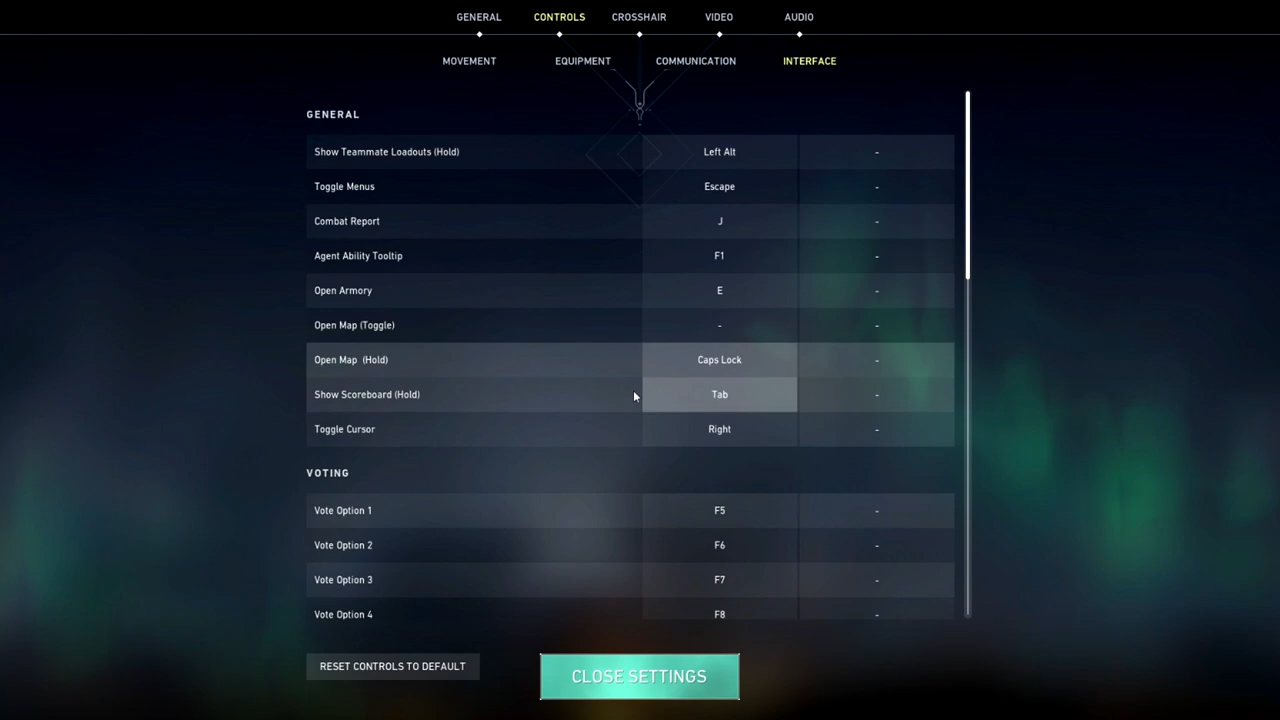 GENERAL CONTROLS CROSSHAIR VIDEO AUDIO
MOVEMENT EQUIPMENT COMMUNICATION INTERFACE
GENERAL
Show Teammate Loadouts (Hold) Left Alt -
Toggle Menus Escape -
Combat Report J -
Agent Ability Tooltip F1 -
Open Armory E -
Open Map (Toggle) - -
Open Map (Hold) Caps Lock -
Show Scoreboard (Hold) Tab -
Toggle Cursor Right -
VOTING
Vote Option 1 F5 -
Vote Option 2 F6 -
Vote Option 3 F7 -
Vote Option 4 F8 -
RESET CONTROLS TO DEFAULT CLOSE SETTINGS